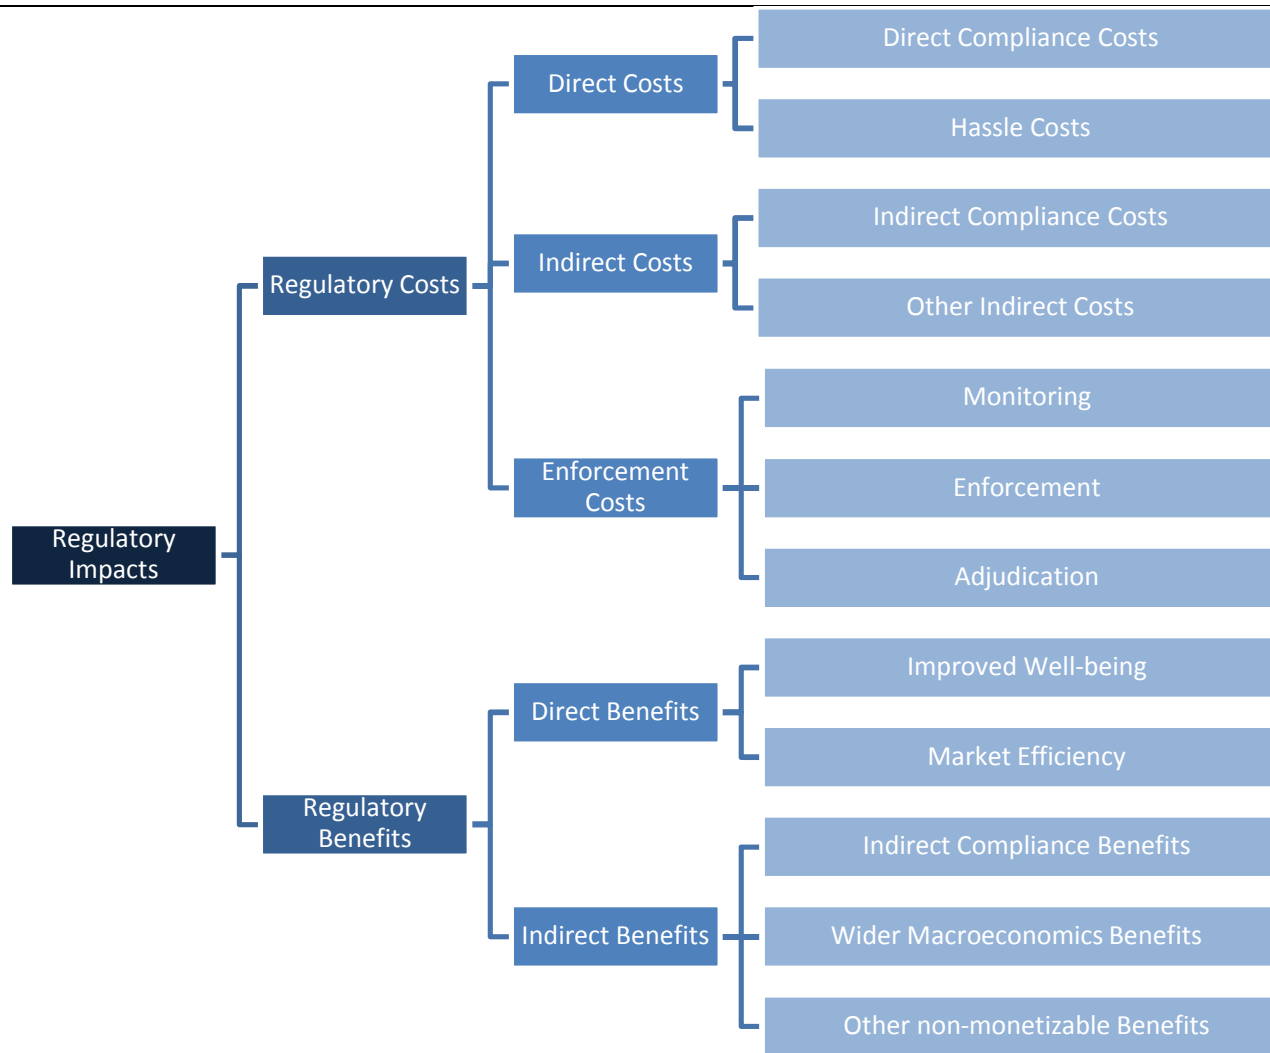 Direct Compliance Costs
Direct Costs
Hassle Costs
Indirect Compliance Costs
Indirect Costs
Regulatory Costs
Other Indirect Costs
Monitoring
Enforcement
Costs
Enforcement
Regulatory
Impacts
Adjudication
Improved Well-being
Direct Benefits
Market Efficiency
Regulatory
Benefits
Indirect Compliance Benefits
Indirect Benefits
Wider Macroeconomics Benefits
Other non-monetizable Benefits